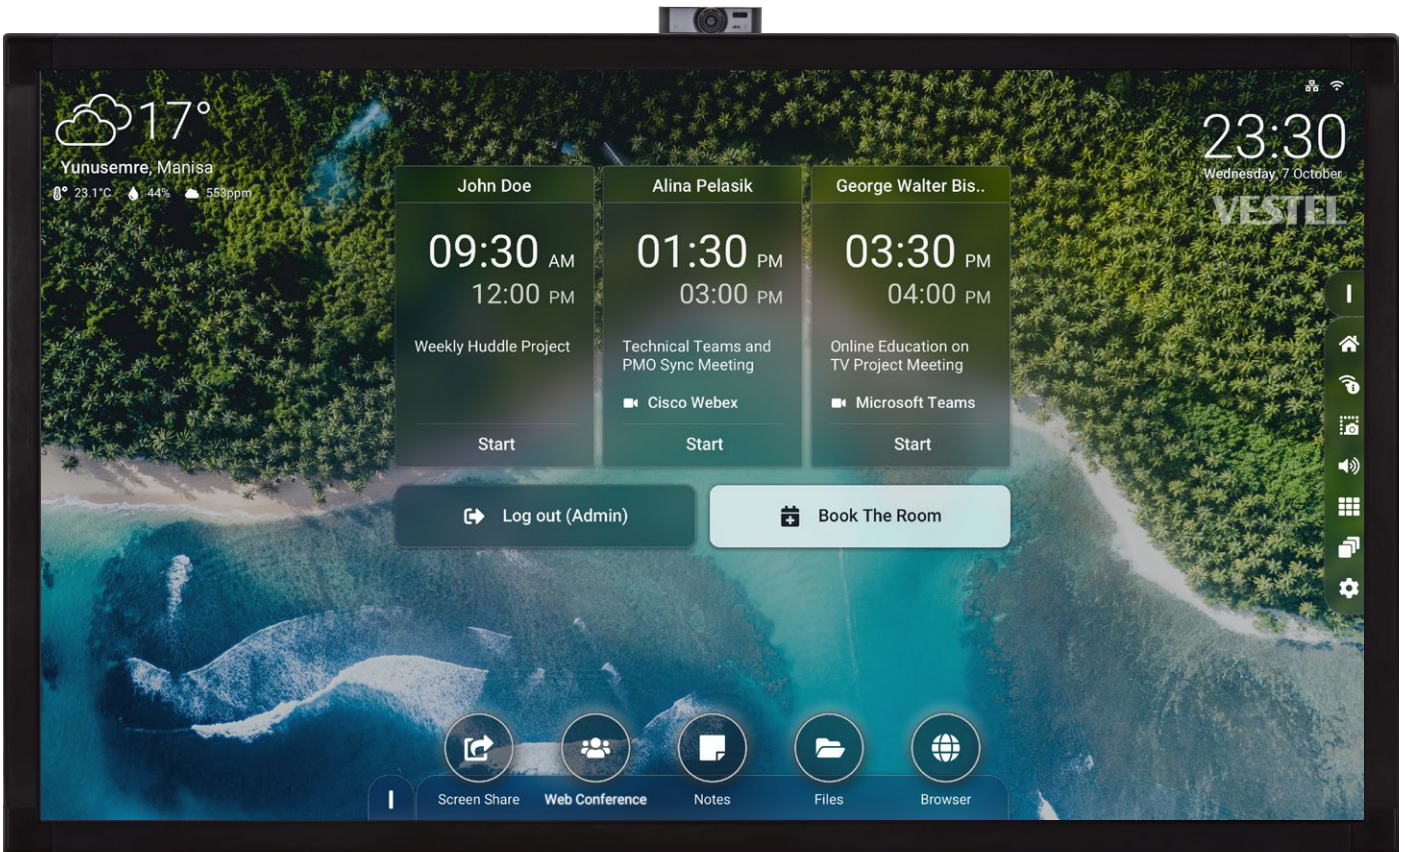 17°
Yunusemre, Manisa
23.1°C 44% 553ppm
23:30
Wednesday, 7 October
VESTEL
John Doe
09:30 AM
12:00 PM
Weekly Huddle Project
Start
Alina Pelasik
01:30 PM
03:00 PM
Technical Teams and
PMO Sync Meeting
Cisco Webex
Start
George Walter Bis..
03:30 PM
04:00 PM
Online Education on
TV Project Meeting
Microsoft Teams
Start
Log out (Admin)
Book The Room
Screen Share
Web Conference
Notes
Files
Browser